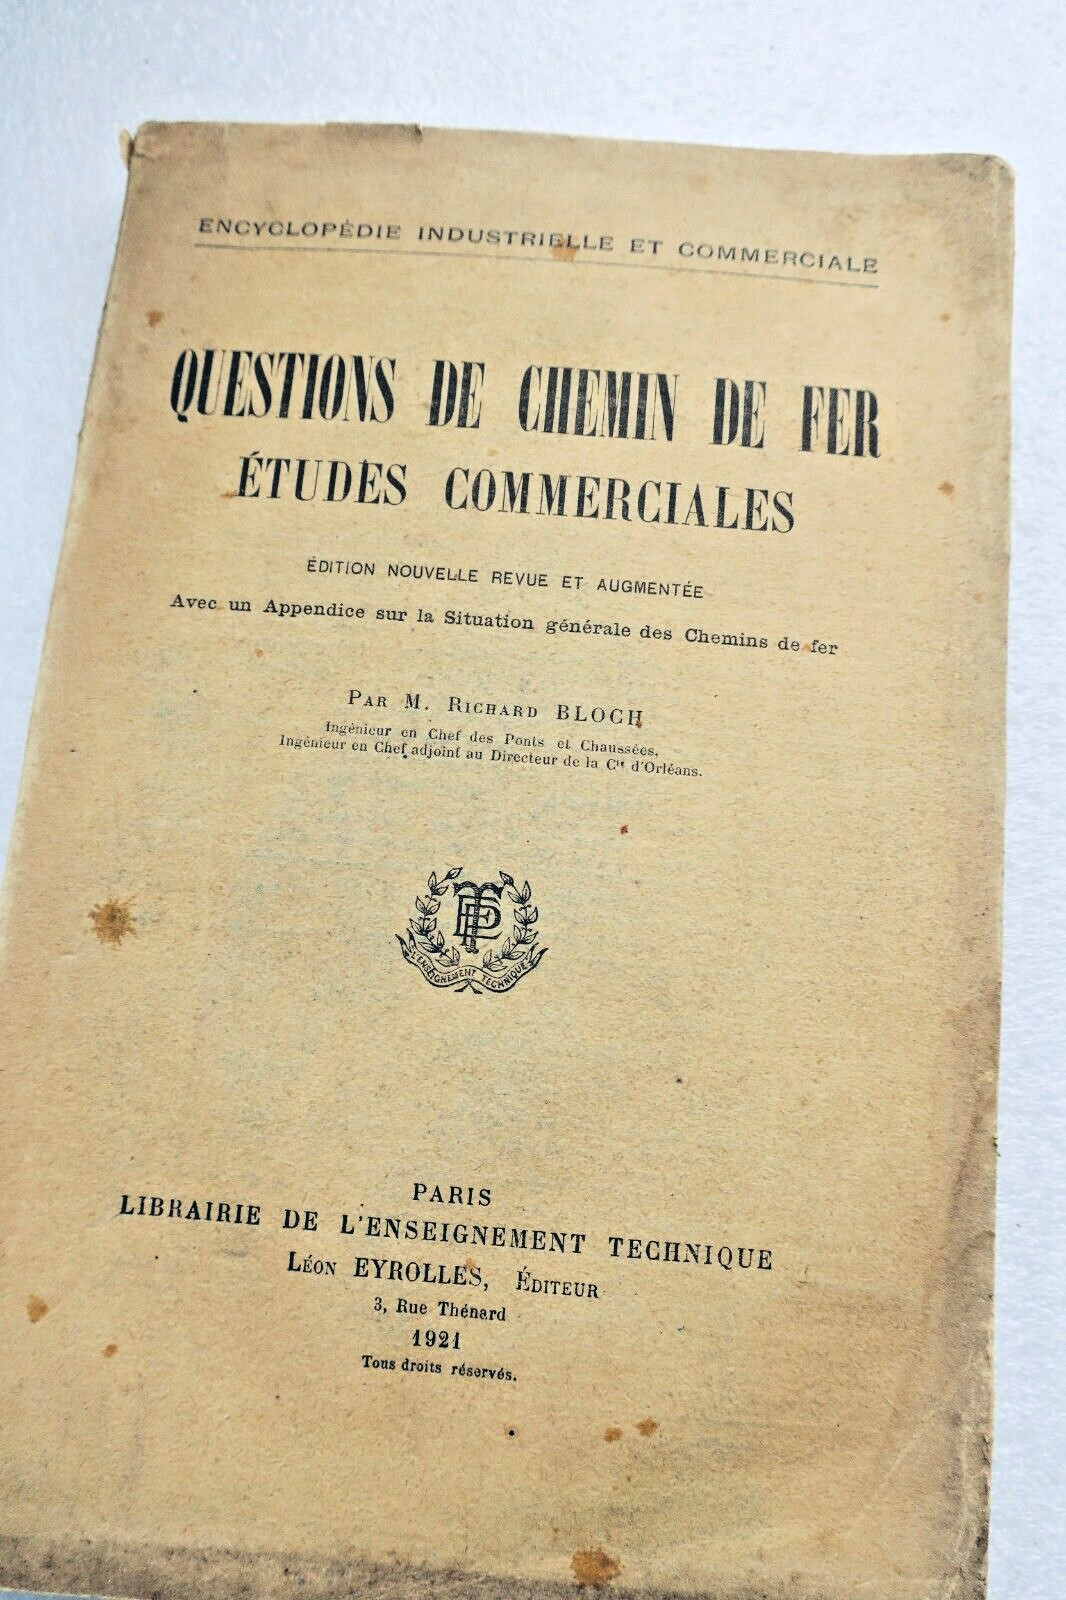 ENCYCLOPÉDIE INDUSTRIELLE ET COMMERCIALE
QUESTIONS DE CHEMIN DE FER
ÉTUDES COMMERCIALES
ÉDITION NOUVELLE REVUE ET AUGMENTÉE
Avec un Appendice sur la Situation générale des Chemins de fer
PAR M. RICHARD BLOCH
Ingénieur en Chef des Ponts et Chaussées,
Ingénieur en Chef adjoint au Directeur de la Cie d'Orléans.
L'ENSEIGNEMENT TECHNIQUE
PARIS
LIBRAIRIE DE L'ENSEIGNEMENT TECHNIQUE
LÉON EYROLLES, ÉDITEUR
3, Rue Thénard
1921
Tous droits réservés.